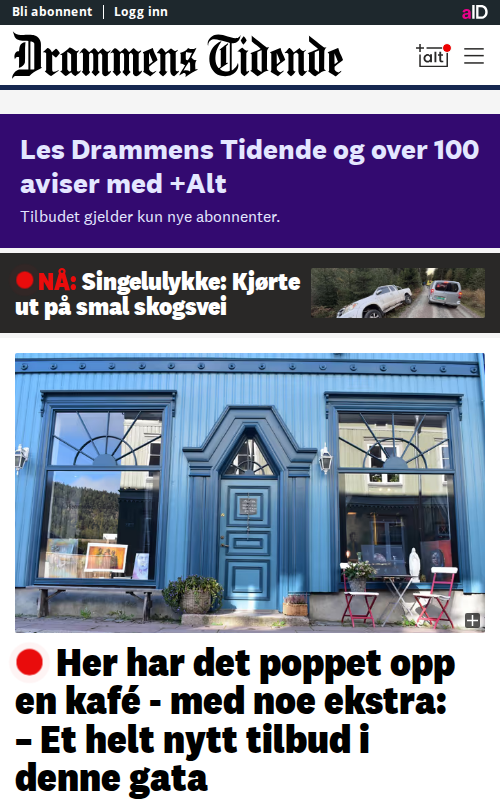 Bli abonnent | Logg inn
aID
Drammens Tidende
+alt
Les Drammens Tidende og over 100
aviser med +Alt
Tilbudet gjelder kun nye abonnenter.
NÅ: Singelulykke: Kjørte
ut på smal skogsvei
Her har det poppet opp
en kafé - med noe ekstra:
– Et helt nytt tilbud i
denne gata